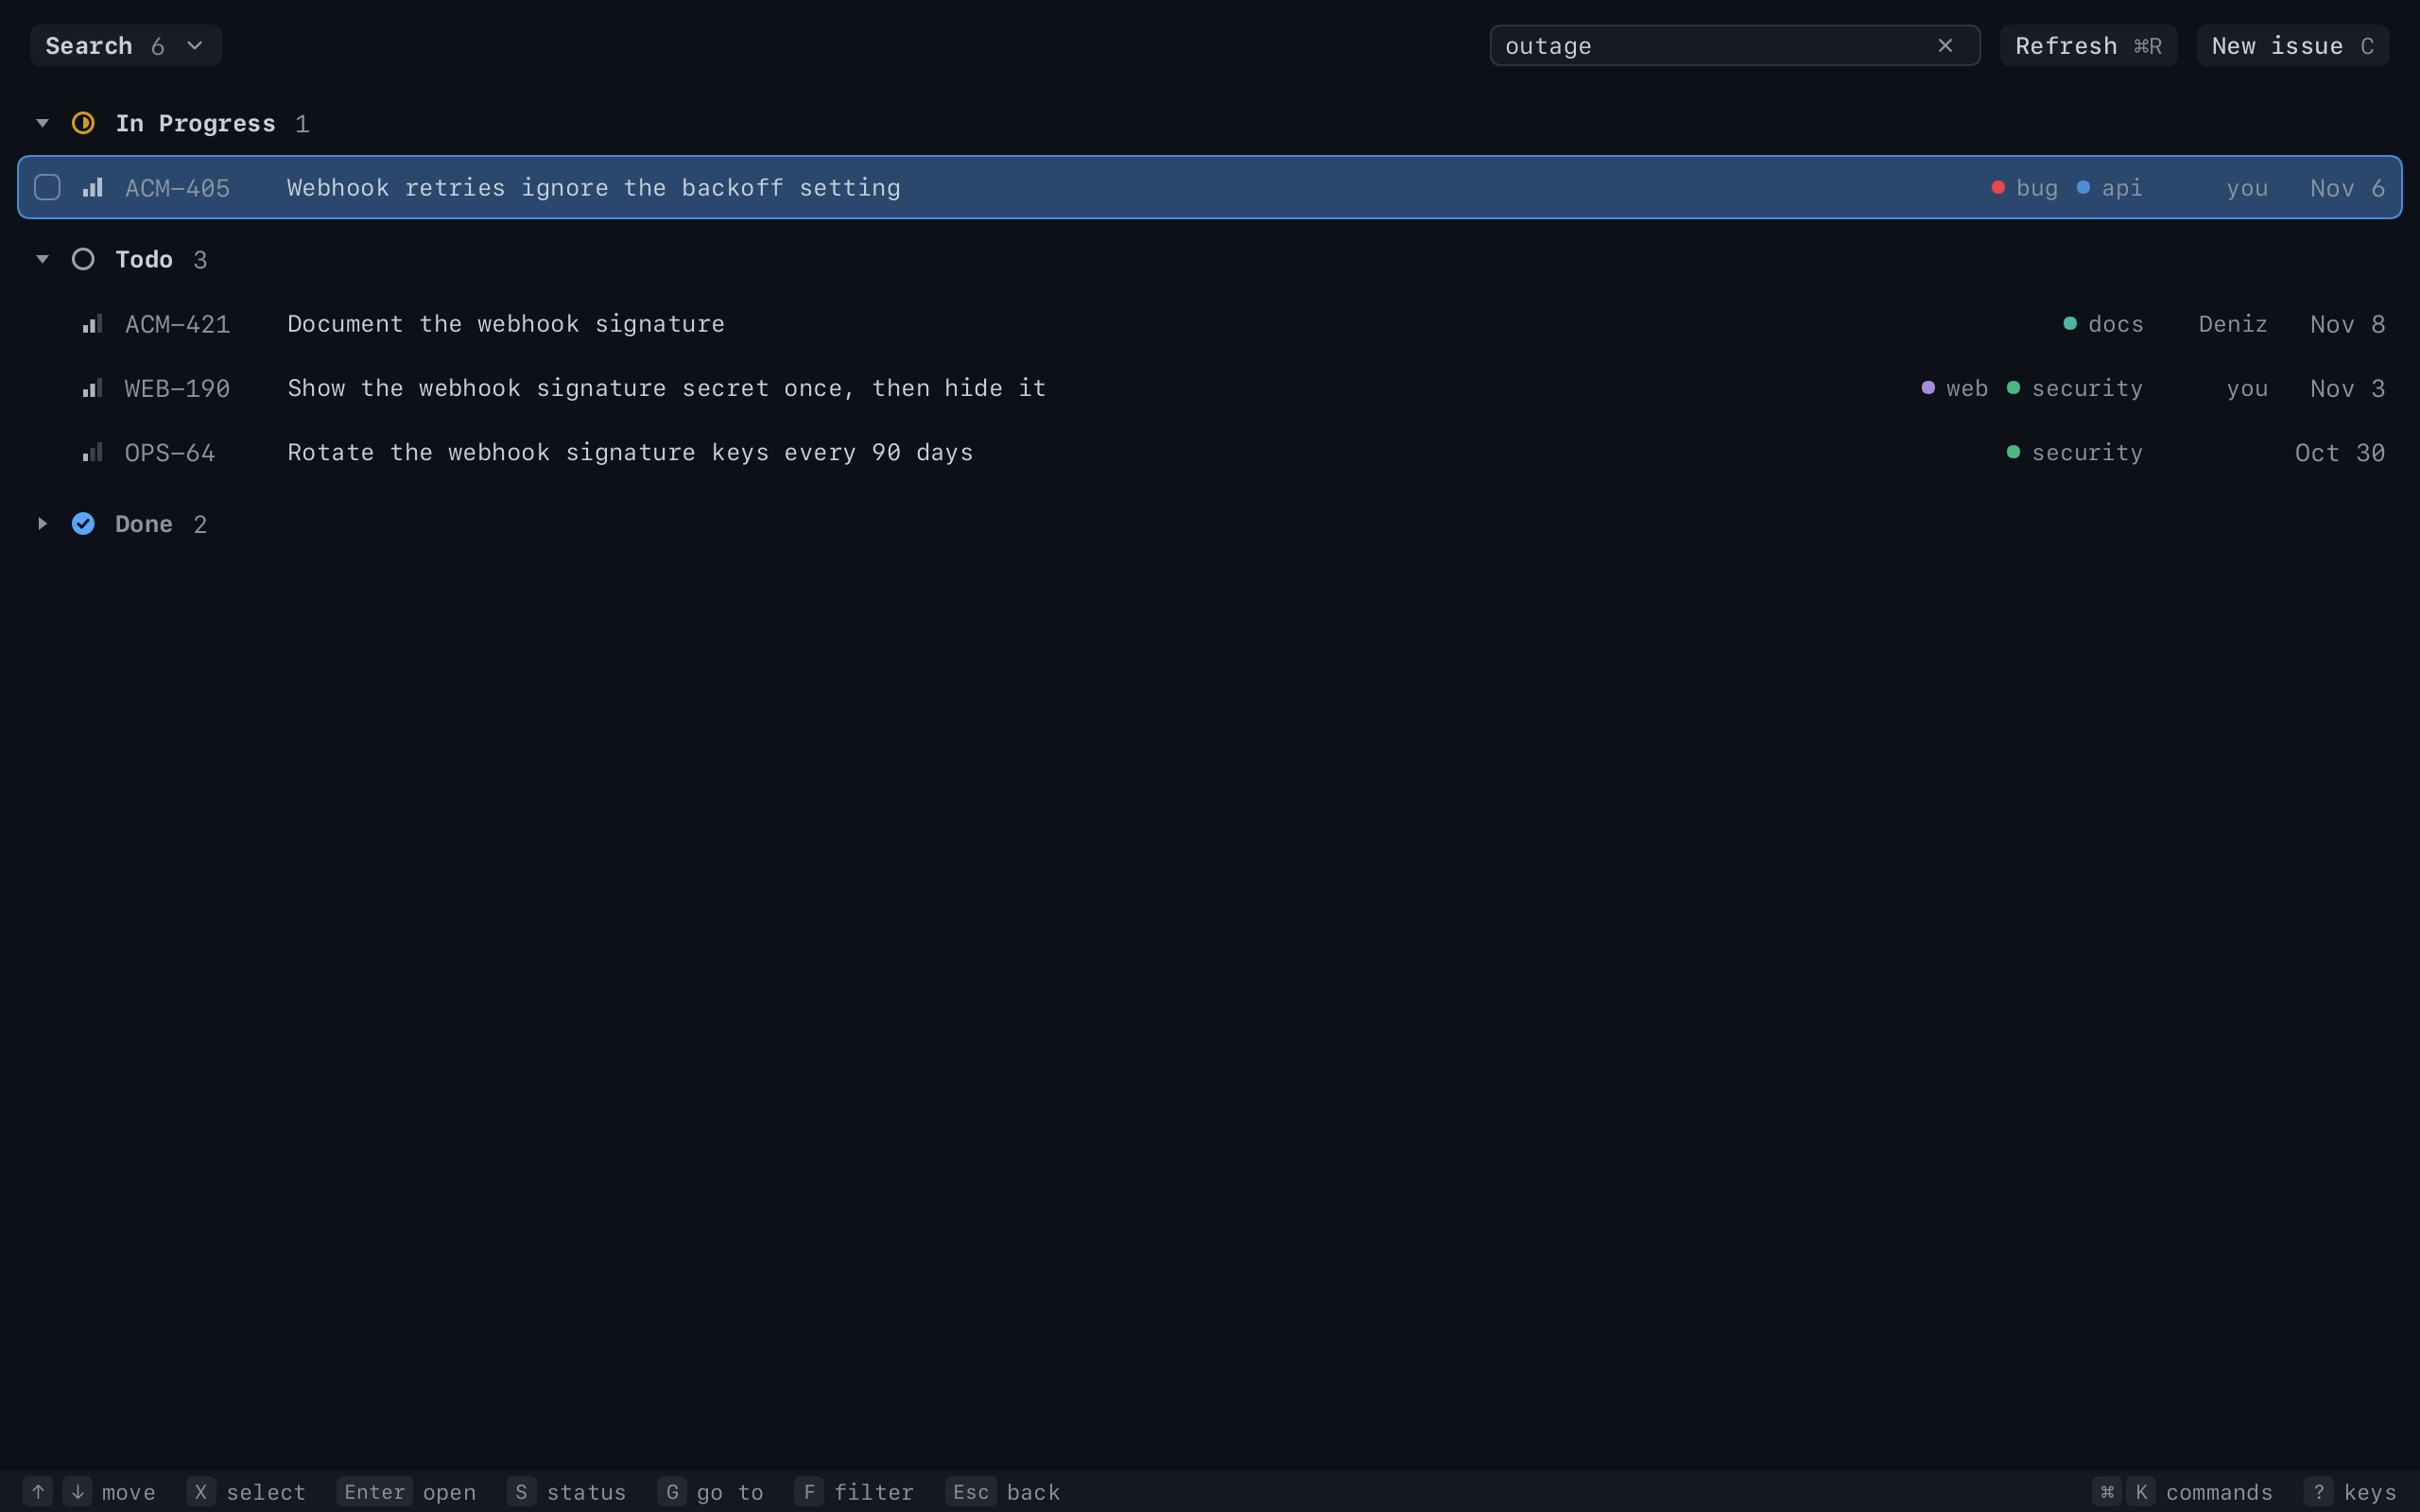 Search 6 outage Refresh ⌘R New issue C
In Progress 1
ACM-405 Webhook retries ignore the backoff setting bug api you Nov 6
Todo 3
ACM-421 Document the webhook signature docs Deniz Nov 8
WEB-190 Show the webhook signature secret once, then hide it web security you Nov 3
OPS-64 Rotate the webhook signature keys every 90 days security Oct 30
Done 2
↑ ↓ move X select Enter open S status G go to F filter Esc back ⌘ K commands ? keys